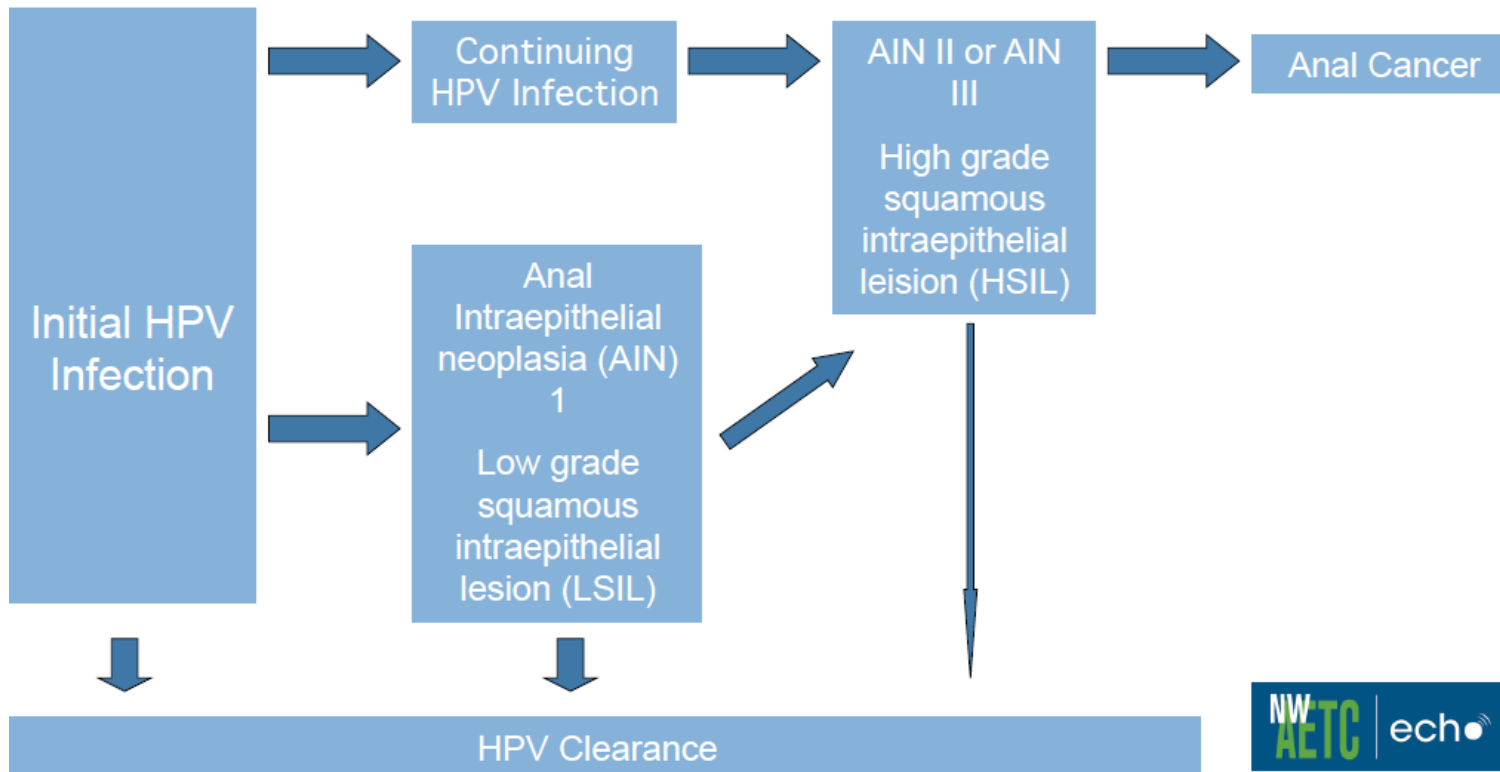 Initial HPV
Infection
Continuing
HPV Infection
Anal
Intraepithelial
neoplasia (AIN)
1
Low grade
squamous
intraepithelial
lesion (LSIL)
AIN II or AIN
III
High grade
squamous
intraepithelial
leision (HSIL)
Anal Cancer
HPV Clearance
NW
AETC
echo